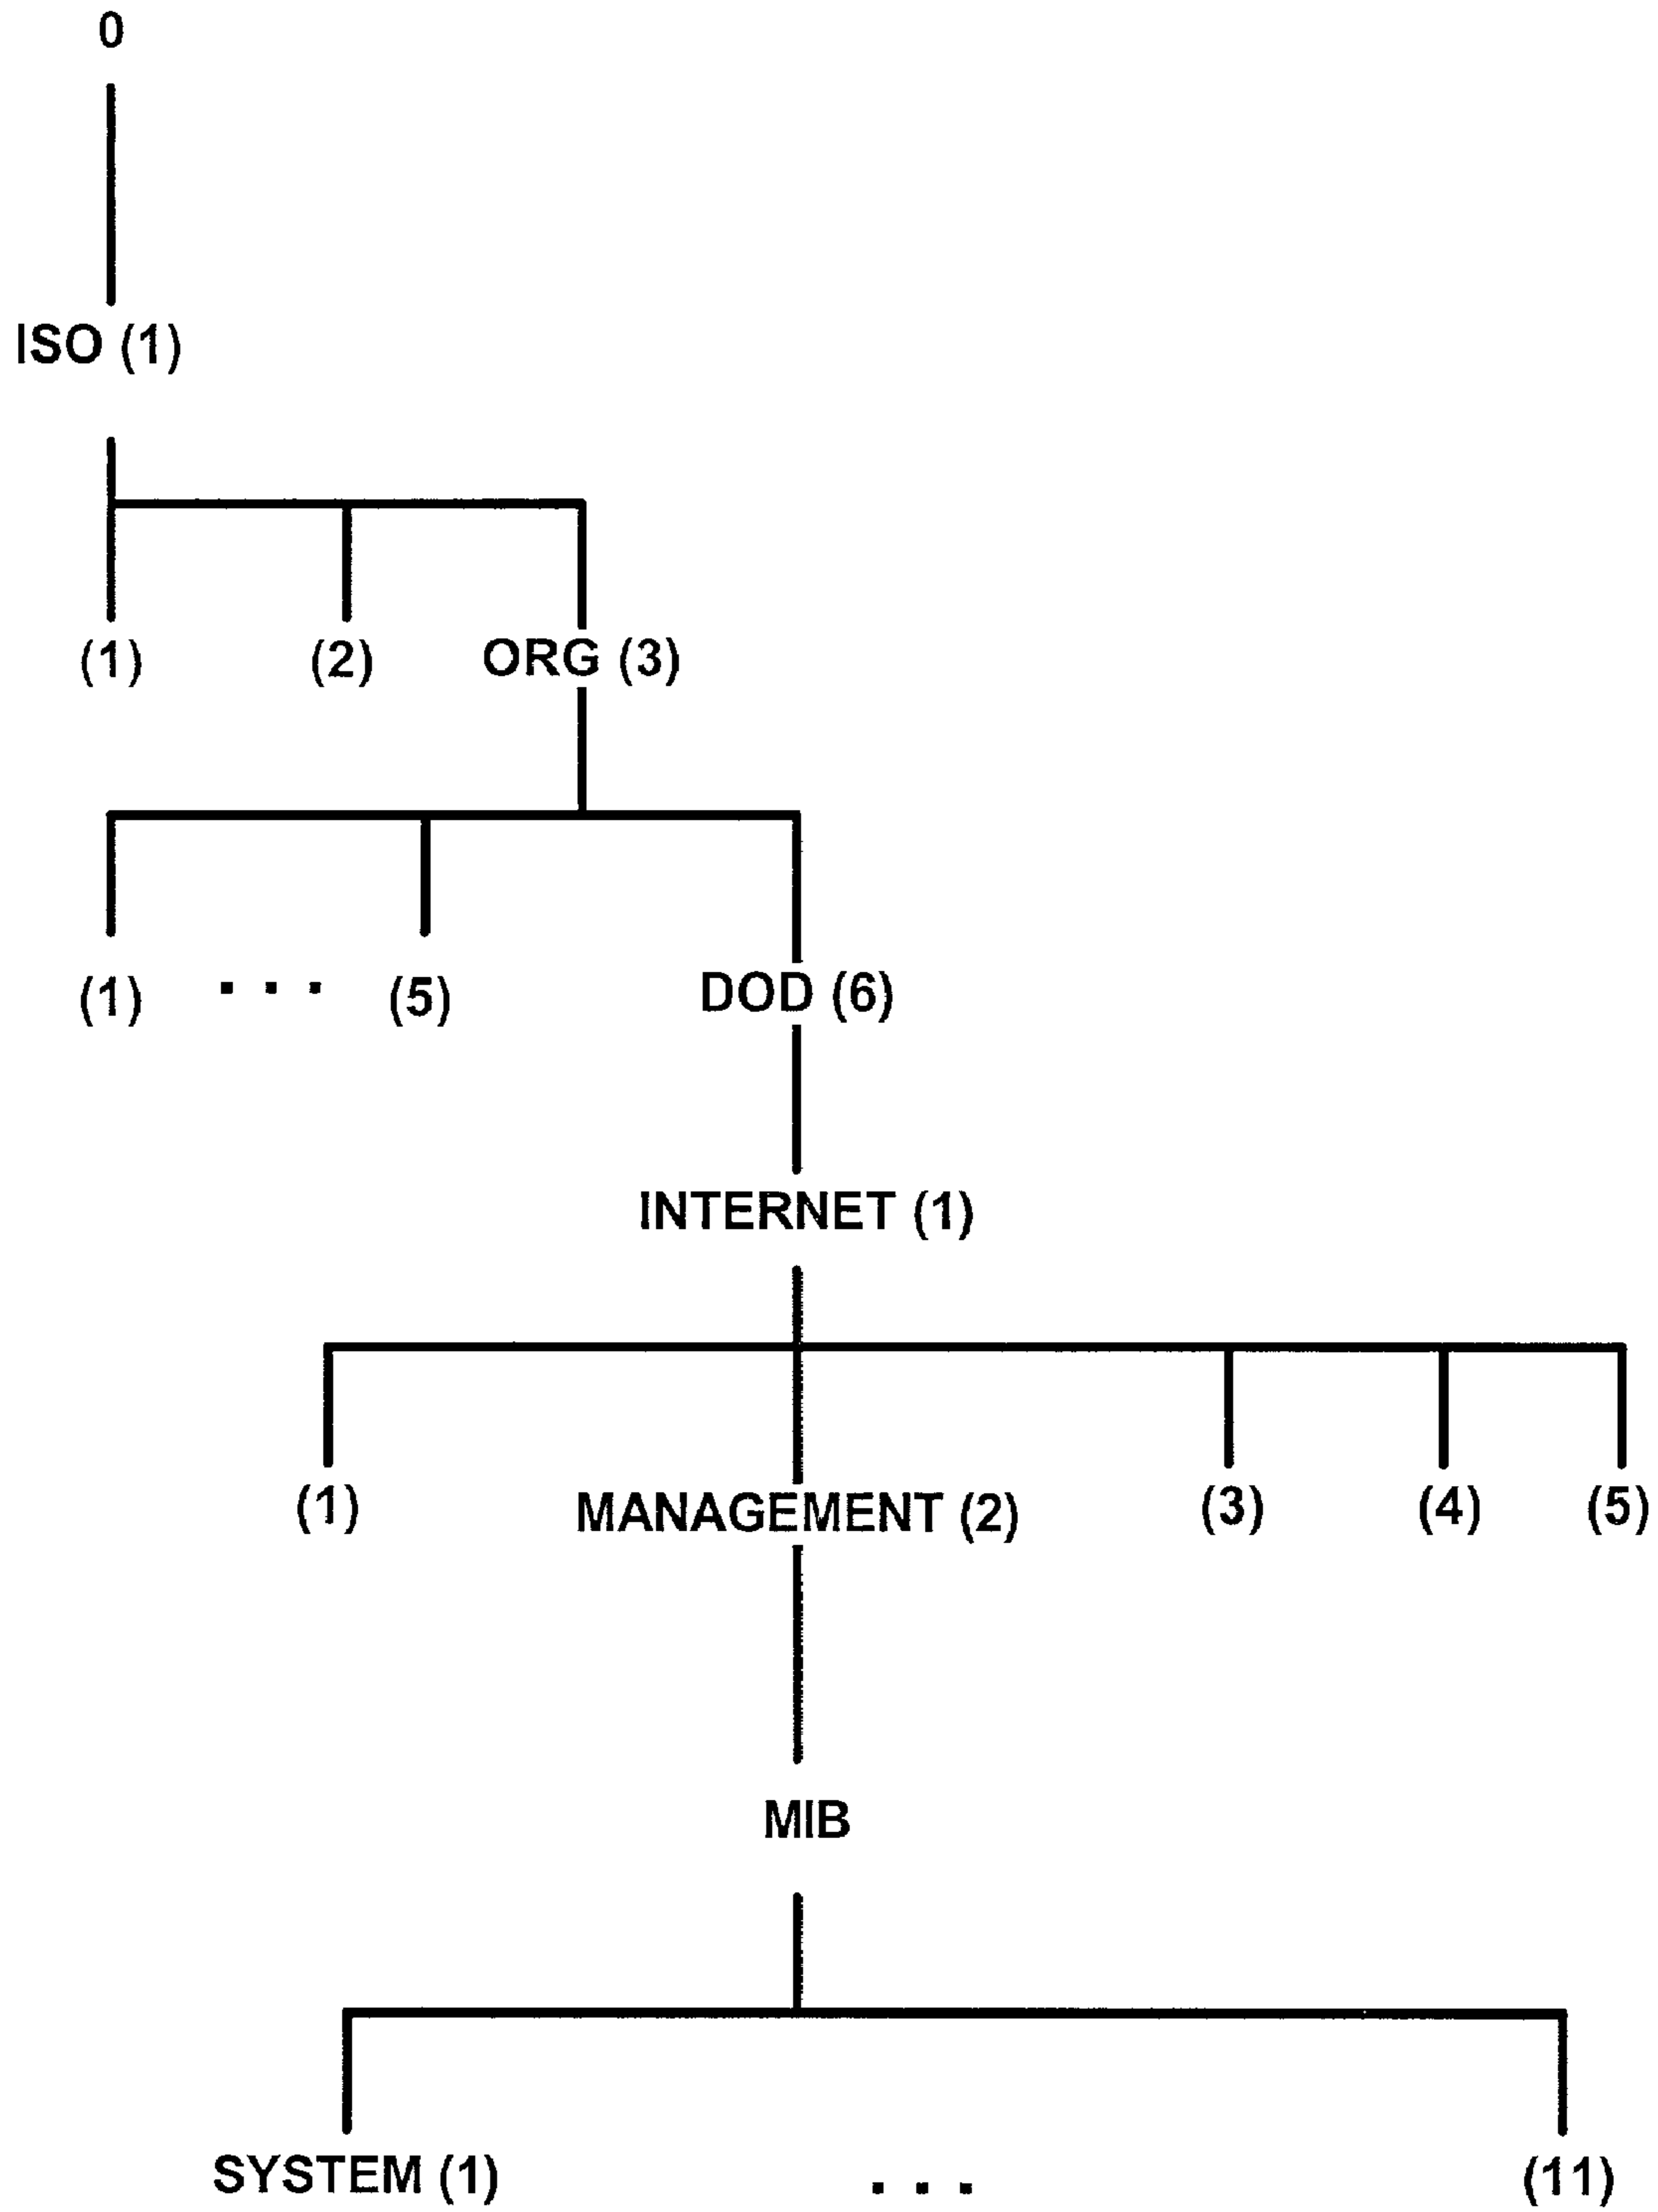 0
ISO (1)
(1) (2) ORG (3)
(1) ... (5) DOD (6)
INTERNET (1)
(1) MANAGEMENT (2) (3) (4) (5)
MIB
SYSTEM (1) ... (11)